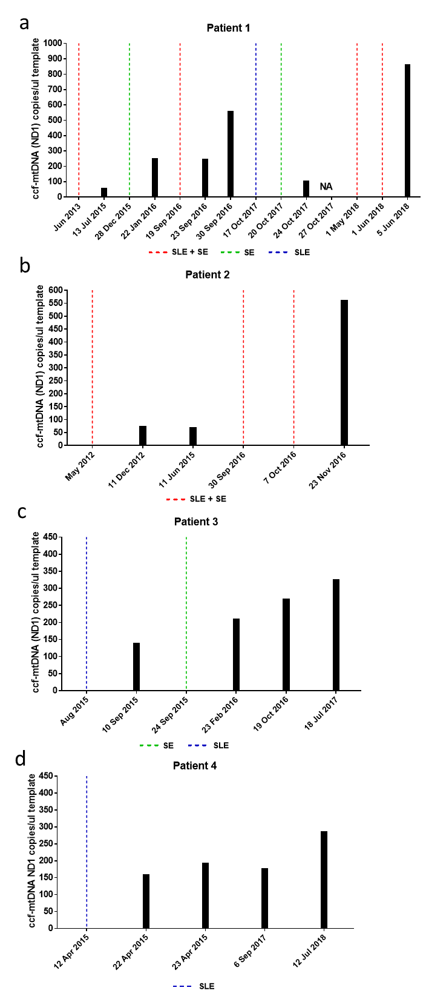 a
Patient 1
ccf-mtDNA (ND1) copies/ul template
1000
900
800
700
600
500
400
300
200
100
0
NA
Jun 2013
13 Jul 2015
28 Dec 2015
22 Jan 2016
19 Sep 2016
23 Sep 2016
30 Sep 2016
17 Oct 2017
20 Oct 2017
24 Oct 2017
27 Oct 2017
1 May 2018
1 Jun 2018
5 Jun 2018
SLE + SE SE SLE
b
Patient 2
ccf-mtDNA (ND1) copies/ul template
600
550
500
450
400
350
300
250
200
150
100
50
0
May 2012
11 Dec 2012
11 Jun 2015
30 Sep 2016
7 Oct 2016
23 Nov 2016
SLE + SE
c
Patient 3
ccf-mtDNA (ND1) copies/ul template
450
400
350
300
250
200
150
100
50
0
Aug 2015
10 Sep 2015
24 Sep 2015
23 Feb 2016
19 Oct 2016
18 Jul 2017
SE SLE
d
Patient 4
ccf-mtDNA ND1 copies/ul template
450
400
350
300
250
200
150
100
50
0
12 Apr 2015
22 Apr 2015
23 Apr 2015
6 Sep 2017
12 Jul 2018
SLE